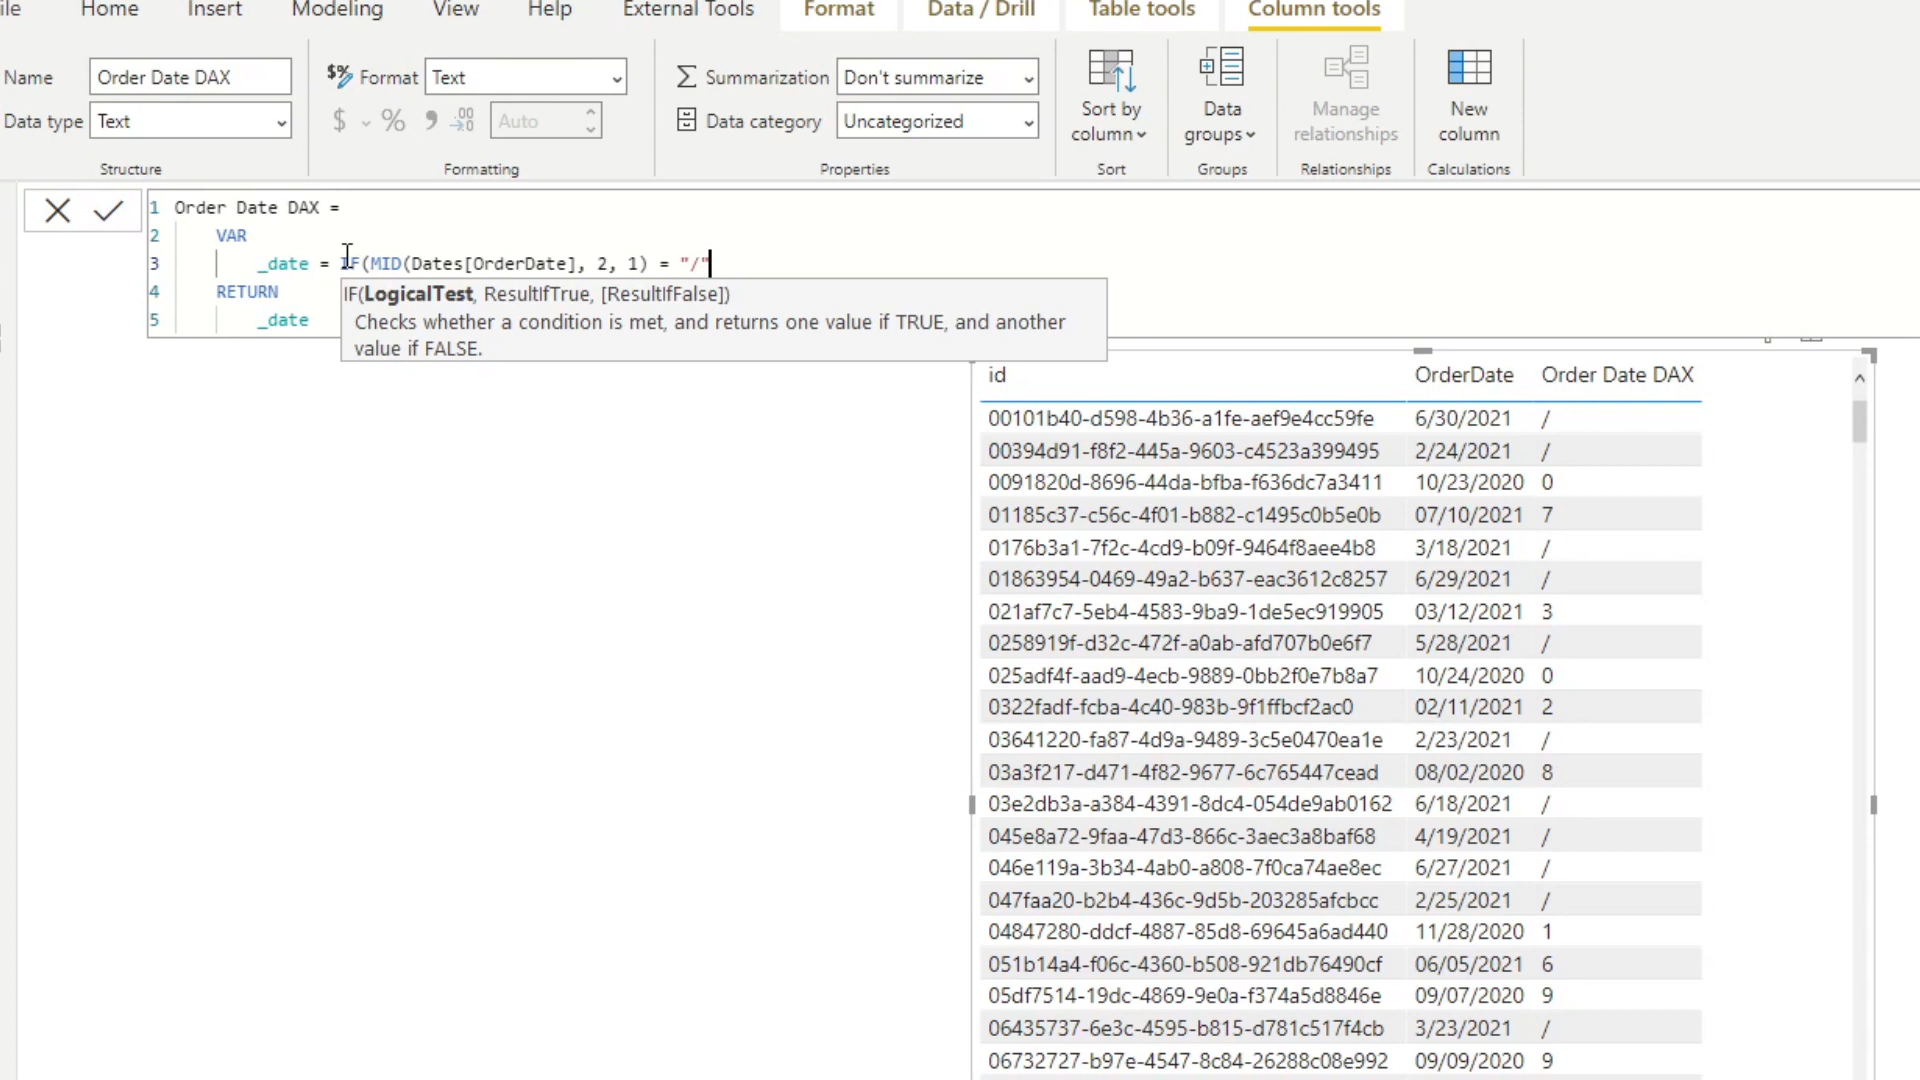 ile Home Insert Modeling View Help External Tools Format Data / Drill Table tools Column tools
Name Order Date DAX
Format Text
Summarization Don't summarize
Data type Text
$ % Auto
Data category Uncategorized
Sort by
column
Data
groups
Manage
relationships
New
column
Structure Formatting Properties Sort Groups Relationships Calculations
1 Order Date DAX =
2 VAR
3 _date = IF(MID(Dates[OrderDate], 2, 1) = "/"
4 RETURN
5 _date
IF(LogicalTest, ResultIfTrue, [ResultIfFalse])
Checks whether a condition is met, and returns one value if TRUE, and another
value if FALSE.
id OrderDate Order Date DAX
00101b40-d598-4b36-a1fe-aef9e4cc59fe 6/30/2021 /
00394d91-f8f2-445a-9603-c4523a399495 2/24/2021 /
0091820d-8696-44da-bfba-f636dc7a3411 10/23/2020 0
01185c37-c56c-4f01-b882-c1495c0b5e0b 07/10/2021 7
0176b3a1-7f2c-4cd9-b09f-9464f8aee4b8 3/18/2021 /
01863954-0469-49a2-b637-eac3612c8257 6/29/2021 /
021af7c7-5eb4-4583-9ba9-1de5ec919905 03/12/2021 3
0258919f-d32c-472f-a0ab-afd707b0e6f7 5/28/2021 /
025adf4f-aad9-4ecb-9889-0bb2f0e7b8a7 10/24/2020 0
0322fadf-fcba-4c40-983b-9f1ffbcf2ac0 02/11/2021 2
03641220-fa87-4d9a-9489-3c5e0470ea1e 2/23/2021 /
03a3f217-d471-4f82-9677-6c765447cead 08/02/2020 8
03e2db3a-a384-4391-8dc4-054de9ab0162 6/18/2021 /
045e8a72-9faa-47d3-866c-3aec3a8baf68 4/19/2021 /
046e119a-3b34-4ab0-a808-7f0ca74ae8ec 6/27/2021 /
047faa20-b2b4-436c-9d5b-203285afcbcc 2/25/2021 /
04847280-ddcf-4887-85d8-69645a6ad440 11/28/2020 1
051b14a4-f06c-4360-b508-921db76490cf 06/05/2021 6
05df7514-19dc-4869-9e0a-f374a5d8846e 09/07/2020 9
06435737-6e3c-4595-b815-d781c517f4cb 3/23/2021 /
06732727-b97e-4547-8c84-26288c08e992 09/09/2020 9